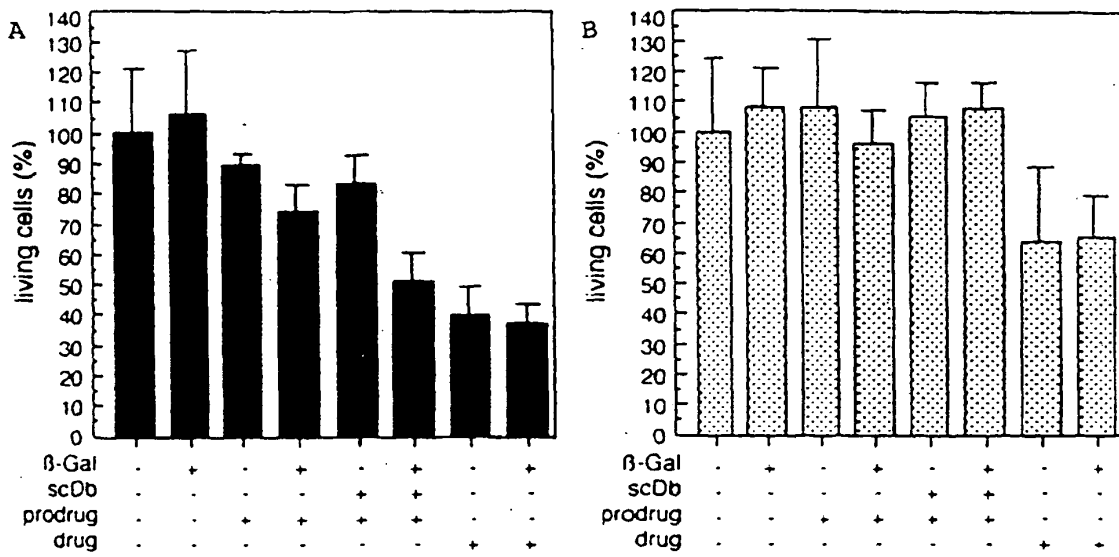 A
living cells (%)
140
130
120
110
100
90
80
70
60
50
40
30
20
10
0
ß-Gal - + - + - + - +
scDb - - - - + + - -
prodrug - - + + + + - -
drug - - - - - - + +
B
living cells (%)
140
130
120
110
100
90
80
70
60
50
40
30
20
10
0
ß-Gal - + - + - + - +
scDb - - - - + + - -
prodrug - - + + + + - -
drug - - - - - - + +